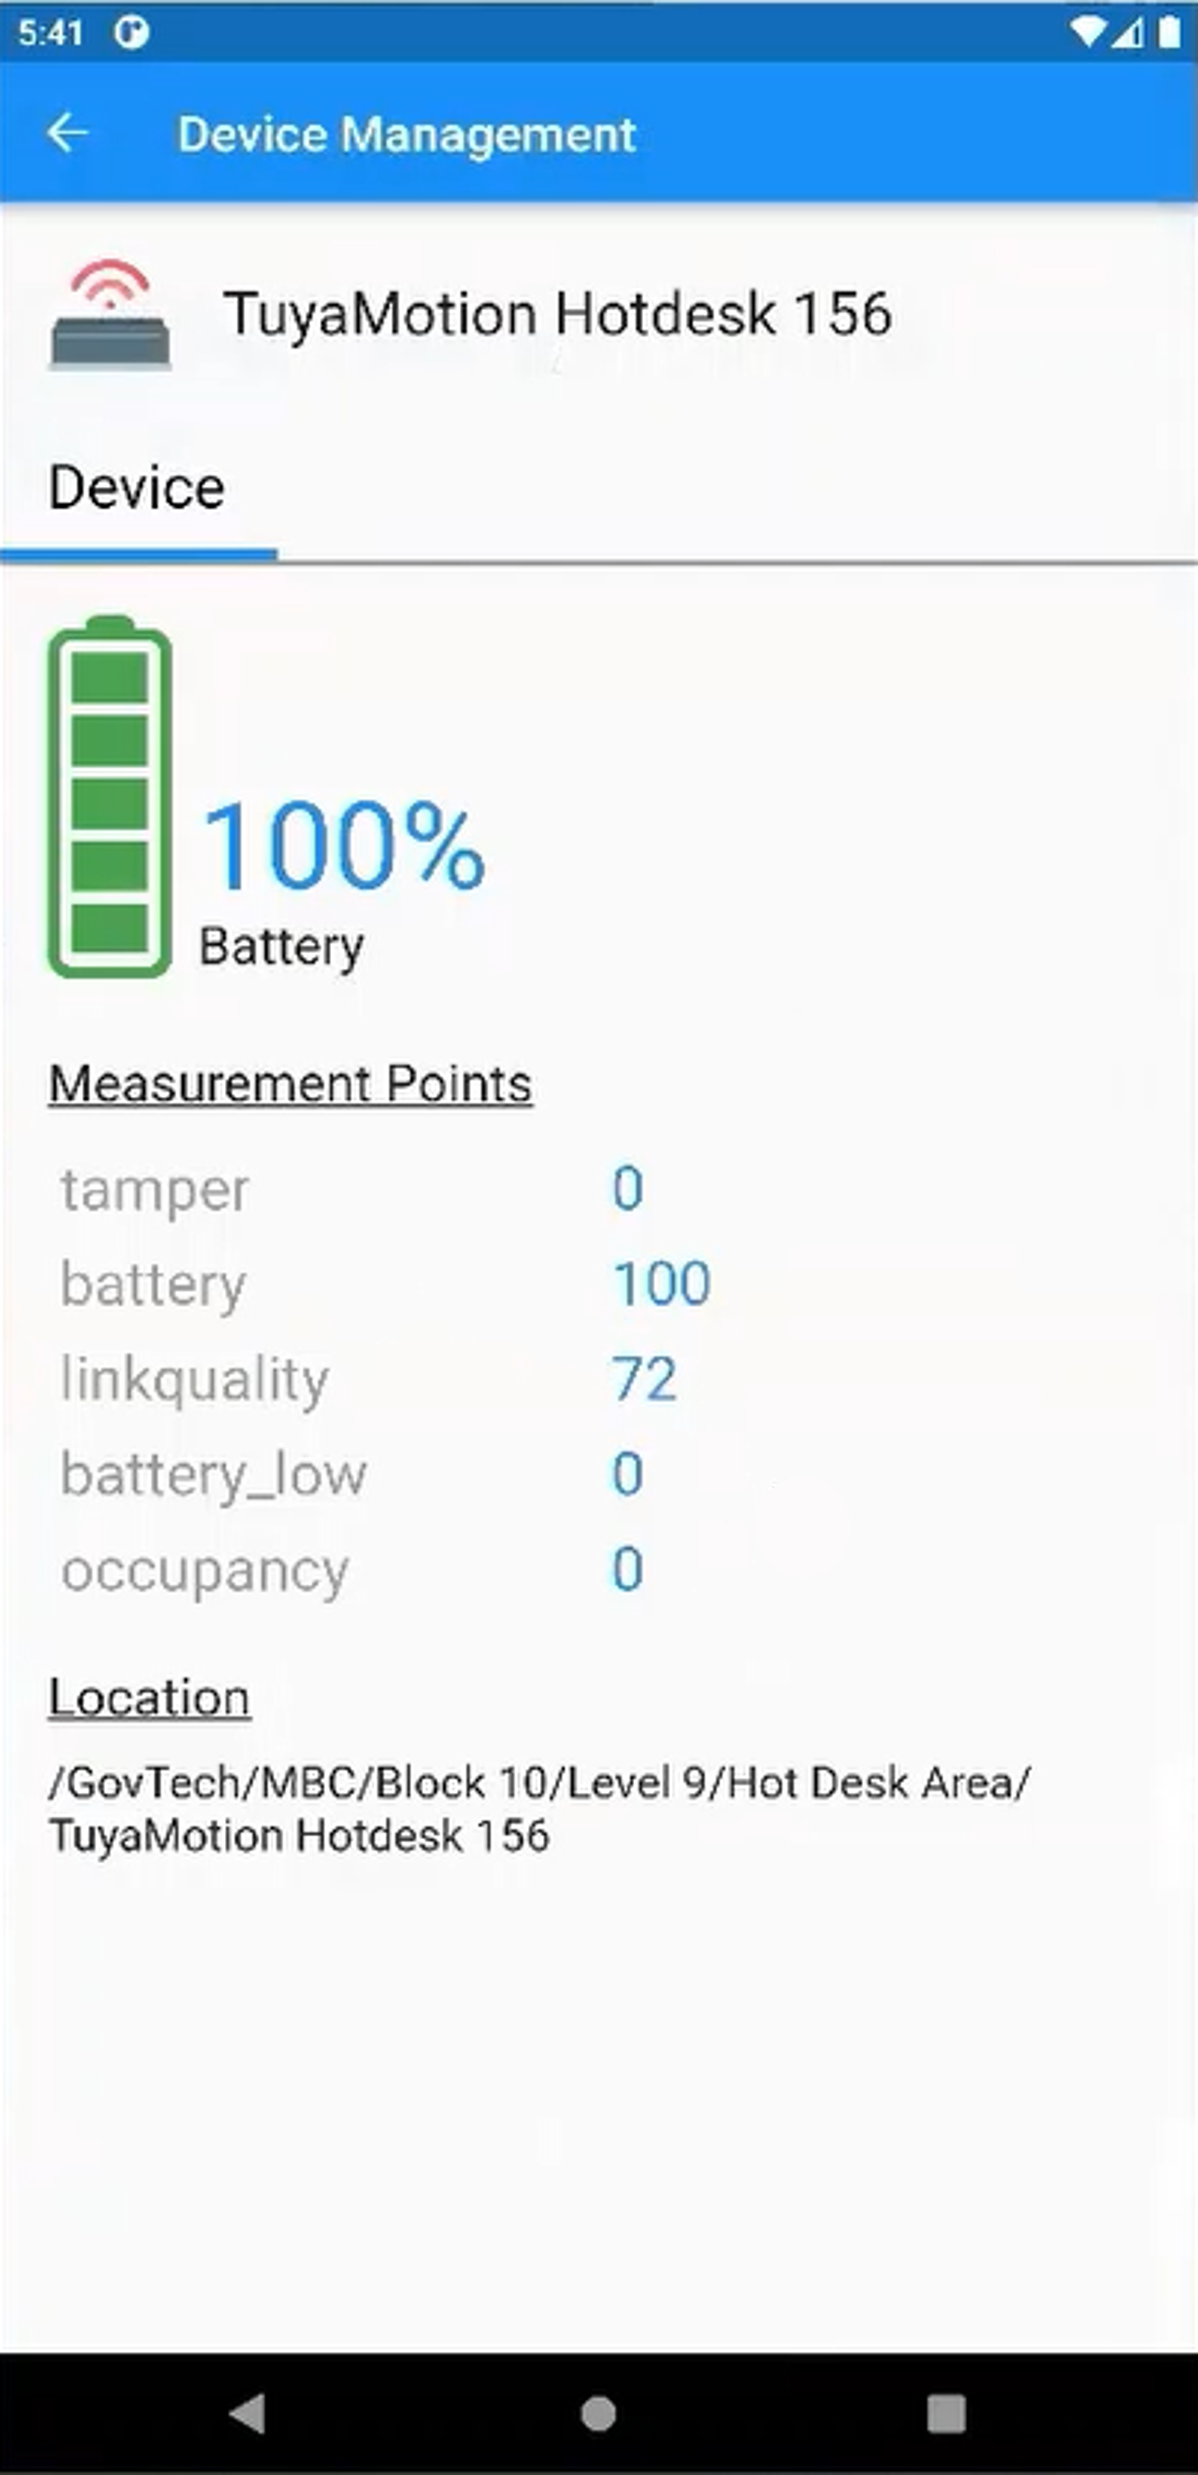 5:41
Device Management
TuyaMotion Hotdesk 156
Device
100%
Battery
Measurement Points
tamper 0
battery 100
linkquality 72
battery_low 0
occupancy 0
Location
/GovTech/MBC/Block 10/Level 9/Hot Desk Area/
TuyaMotion Hotdesk 156